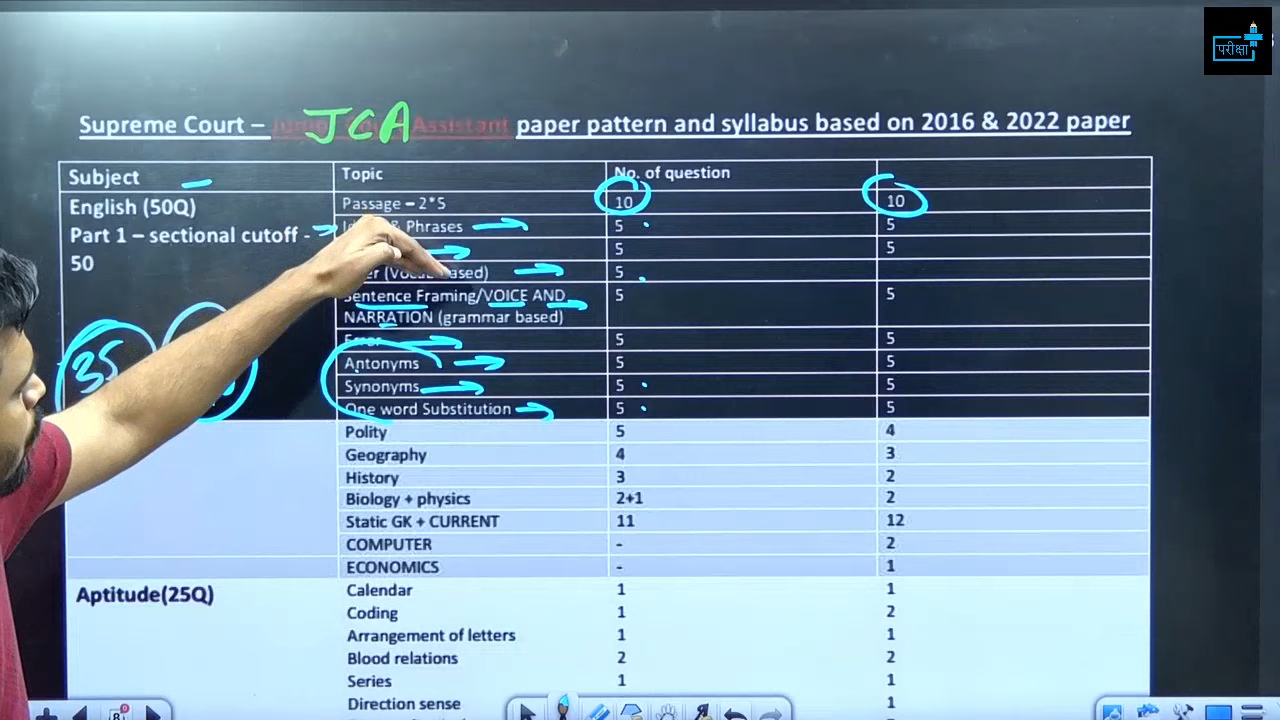 परीक्षा
Supreme Court – JCA Assistant paper pattern and syllabus based on 2016 & 2022 paper
Subject Topic No. of question
English (50Q) Passage – 2*5 10 10
Part 1 – sectional cutoff - & Phrases 5 5
50 5 5
(Vocab based) 5
Sentence Framing/VOICE AND 5 5
NARRATION (grammar based)
Error 5 5
35 Antonyms 5 5
Synonyms 5 5
One word Substitution 5 5
Polity 5 4
Geography 4 3
History 3 2
Biology + physics 2+1 2
Static GK + CURRENT 11 12
COMPUTER - 2
ECONOMICS - 1
Aptitude(25Q) Calendar 1 1
Coding 1 2
Arrangement of letters 1 1
Blood relations 2 2
Series 1 1
Direction sense 1